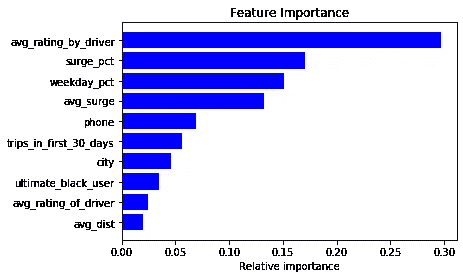 Feature Importance
avg_rating_by_driver
surge_pct
weekday_pct
avg_surge
phone
trips_in_first_30_days
city
ultimate_black_user
avg_rating_of_driver
avg_dist
0.00 0.05 0.10 0.15 0.20 0.25 0.30
Relative importance